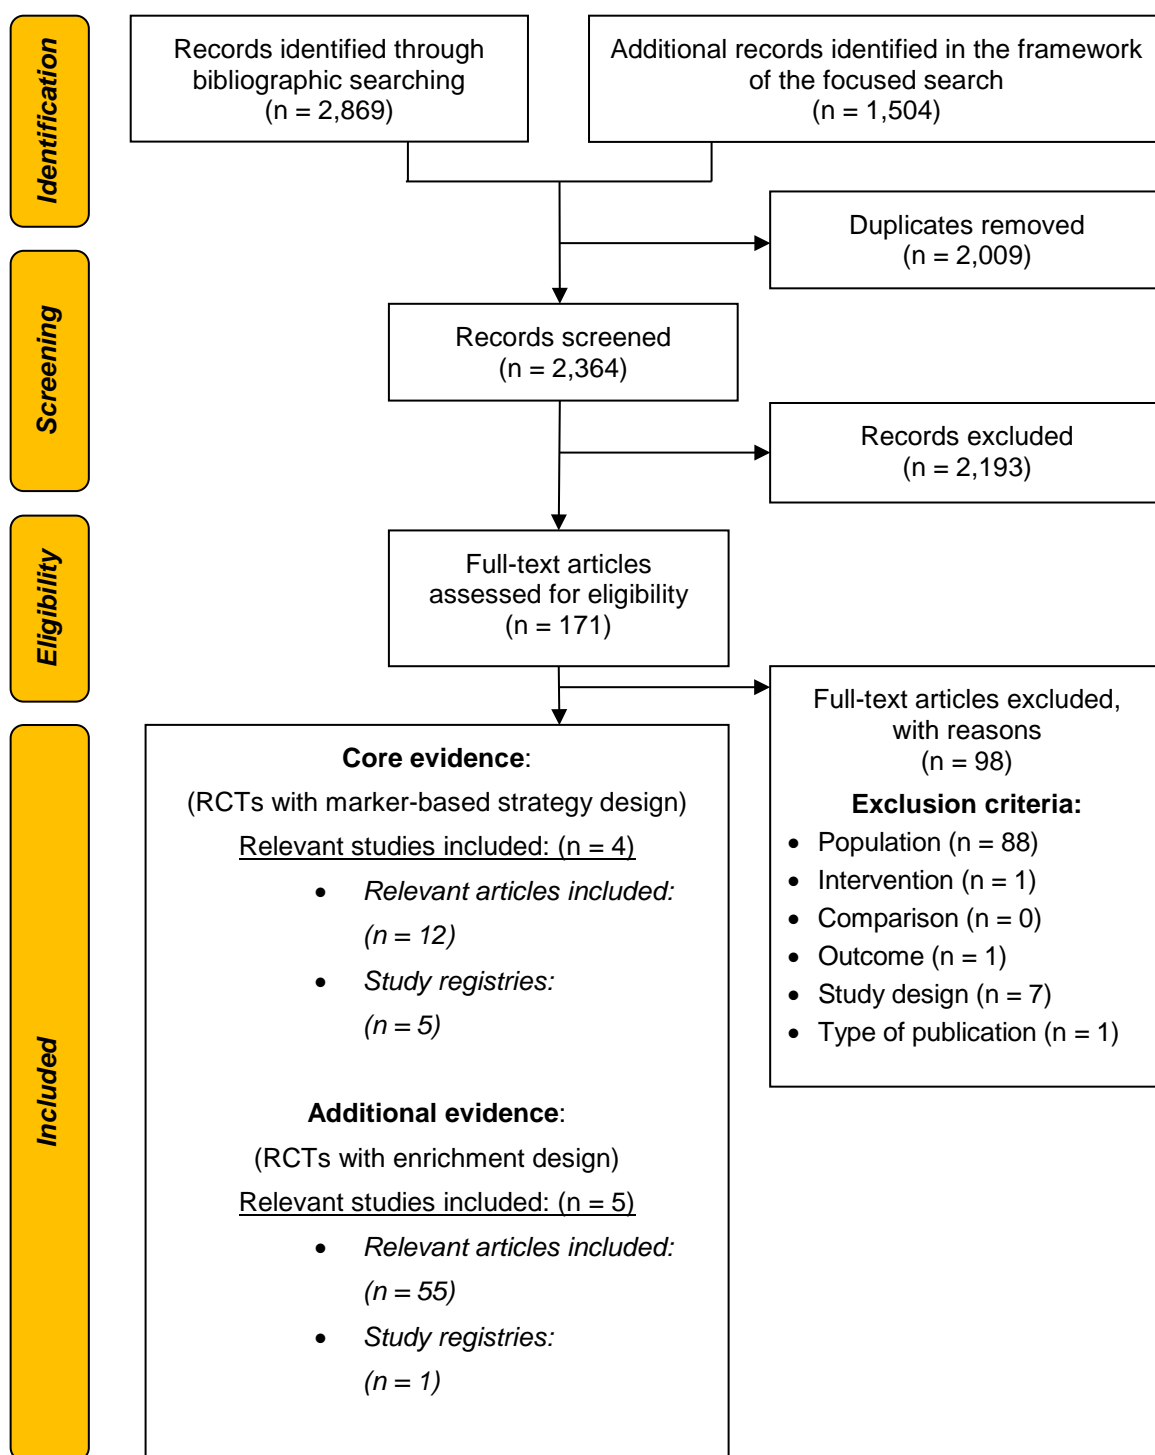 Identification
Records identified through
bibliographic searching
(n = 2,869)
Additional records identified in the framework
of the focused search
(n = 1,504)
Duplicates removed
(n = 2,009)
Screening
Records screened
(n = 2,364)
Records excluded
(n = 2,193)
Eligibility
Full-text articles
assessed for eligibility
(n = 171)
Full-text articles excluded,
with reasons
(n = 98)
Exclusion criteria:
• Population (n = 88)
• Intervention (n = 1)
• Comparison (n = 0)
• Outcome (n = 1)
• Study design (n = 7)
• Type of publication (n = 1)
Included
Core evidence:
(RCTs with marker-based strategy design)
Relevant studies included: (n = 4)
• Relevant articles included:
(n = 12)
• Study registries:
(n = 5)
Additional evidence:
(RCTs with enrichment design)
Relevant studies included: (n = 5)
• Relevant articles included:
(n = 55)
• Study registries:
(n = 1)